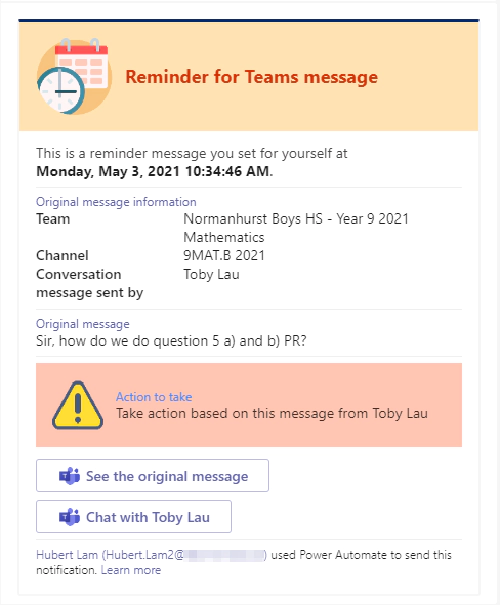 Reminder for Teams message
This is a reminder message you set for yourself at
Monday, May 3, 2021 10:34:46 AM.
Original message information
Team Normanhurst Boys HS - Year 9 2021
Mathematics
Channel 9MAT.B 2021
Conversation Toby Lau
message sent by
Original message
Sir, how do we do question 5 a) and b) PR?
Action to take
Take action based on this message from Toby Lau
See the original message
Chat with Toby Lau
Hubert Lam (Hubert.Lam2@ ) used Power Automate to send this
notification. Learn more